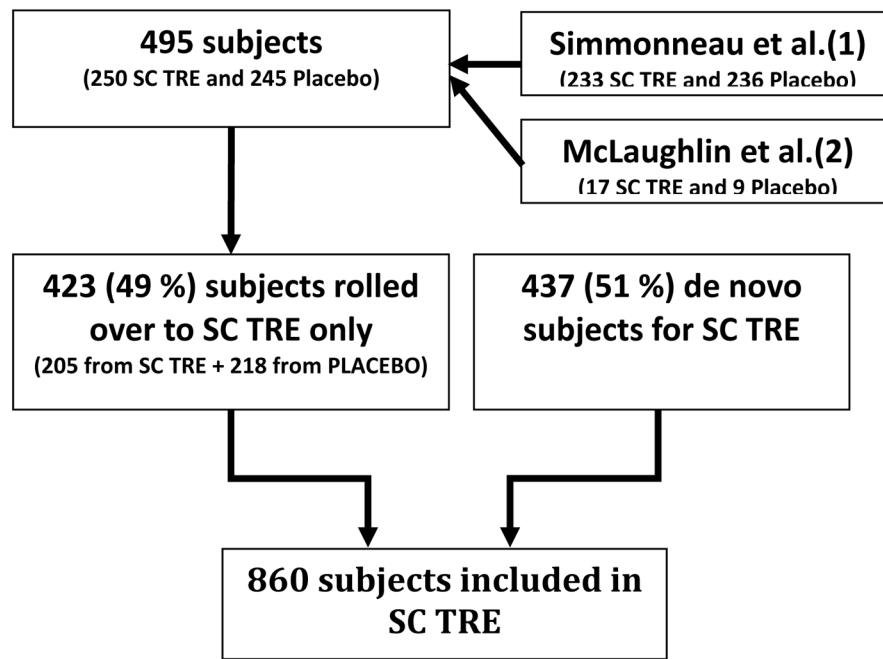 495 subjects
(250 SC TRE and 245 Placebo)
Simmonneau et al.(1)
(233 SC TRE and 236 Placebo)
McLaughlin et al.(2)
(17 SC TRE and 9 Placebo)
423 (49 %) subjects rolled
over to SC TRE only
(205 from SC TRE + 218 from PLACEBO)
437 (51 %) de novo
subjects for SC TRE
860 subjects included in
SC TRE